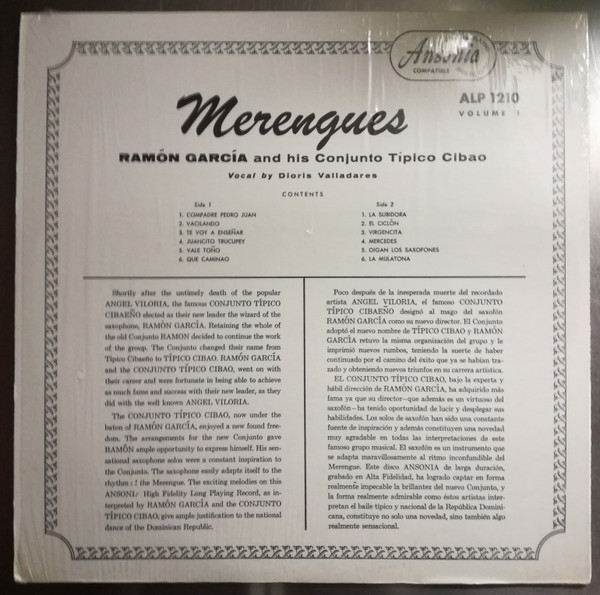 Ansonia
COMPATIBLE
ALP 1210
VOLUME 1
Merengues
RAMÓN GARCÍA and his Conjunto Típico Cibao
Vocal by Dioris Valladares
CONTENTS
Side 1
1. COMPADRE PEDRO JUAN
2. VACILANDO
3. TE VOY A ENSEÑAR
4. JUANCITO TRUCUPEY
5. VALE TOÑO
6. QUE CAMINAO
Side 2
1. LA SUBIDORA
2. EL CICLÓN
3. VIRGENCITA
4. MERCEDES
5. OIGAN LOS SAXOFONES
6. LA MULATONA
Shortly after the untimely death of the popular
ANGEL VILORIA, the famous CONJUNTO TÍPICO
CIBAEÑO elected as their new leader the wizard of the
saxophone, RAMÓN GARCÍA. Retaining the whole of
the old Conjunto RAMON decided to continue the work
of the group. The Conjunto changed their name from
Típico Cibaeño to TÍPICO CIBAO. RAMÓN GARCÍA
and the CONJUNTO TÍPICO CIBAO, went on with
their career and were fortunate in being able to achieve
as much fame and success with their new leader, as they
did with the well known ANGEL VILORIA.
The CONJUNTO TÍPICO CIBAO, now under the
baton of RAMÓN GARCÍA, enjoyed a new found free-
dom. The arrangements for the new Conjunto gave
RAMÓN ample opportunity to express himself. His sen-
sational saxophone solos were a constant inspiration to
the Conjunto. The saxophone easily adapts itself to the
rhythm of the Merengue. The exciting melodies on this
ANSONIA High Fidelity Long Playing Record, as in-
terpreted by RAMÓN GARCÍA and the CONJUNTO
TÍPICO CIBAO, give ample justification to the national
dance of the Dominican Republic.
Poco después de la inesperada muerte del recordado
artista ANGEL VILORIA, el famoso CONJUNTO
TÍPICO CIBAEÑO designó al mago del saxofón
RAMÓN GARCÍA como su nuevo director. El Conjunto
adoptó el nuevo nombre de TÍPICO CIBAO y RAMÓN
GARCÍA retuvo la misma organización del grupo y le
imprimió nuevos rumbos, teniendo la suerte de haber
continuado por el camino del éxito que ya se habían tra-
zado y obteniendo nuevos triunfos en su carrera artística.
EL CONJUNTO TÍPICO CIBAO, bajo la experta y
hábil dirección de RAMÓN GARCÍA, ha adquirido más
fama ya que su director—que además es un virtuoso del
saxofón—ha tenido oportunidad de lucir y desplegar sus
habilidades. Los solos de saxofón han sido una constante
fuente de inspiración y además constituyen una novedad
muy agradable en todas las interpretaciones de este
famoso grupo musical. El saxofón es un instrumento que
se adapta maravillosamente al ritmo inconfundible del
Merengue. Este disco ANSONIA de larga duración,
grabado en Alta Fidelidad, ha logrado captar en forma
realmente impecable la brillantez del nuevo Conjunto, y
la forma realmente admirable como éstos artistas inter-
pretan el baile típico y nacional de la República Domini-
cana, constituye no solo una novedad, sino también algo
realmente sensacional.